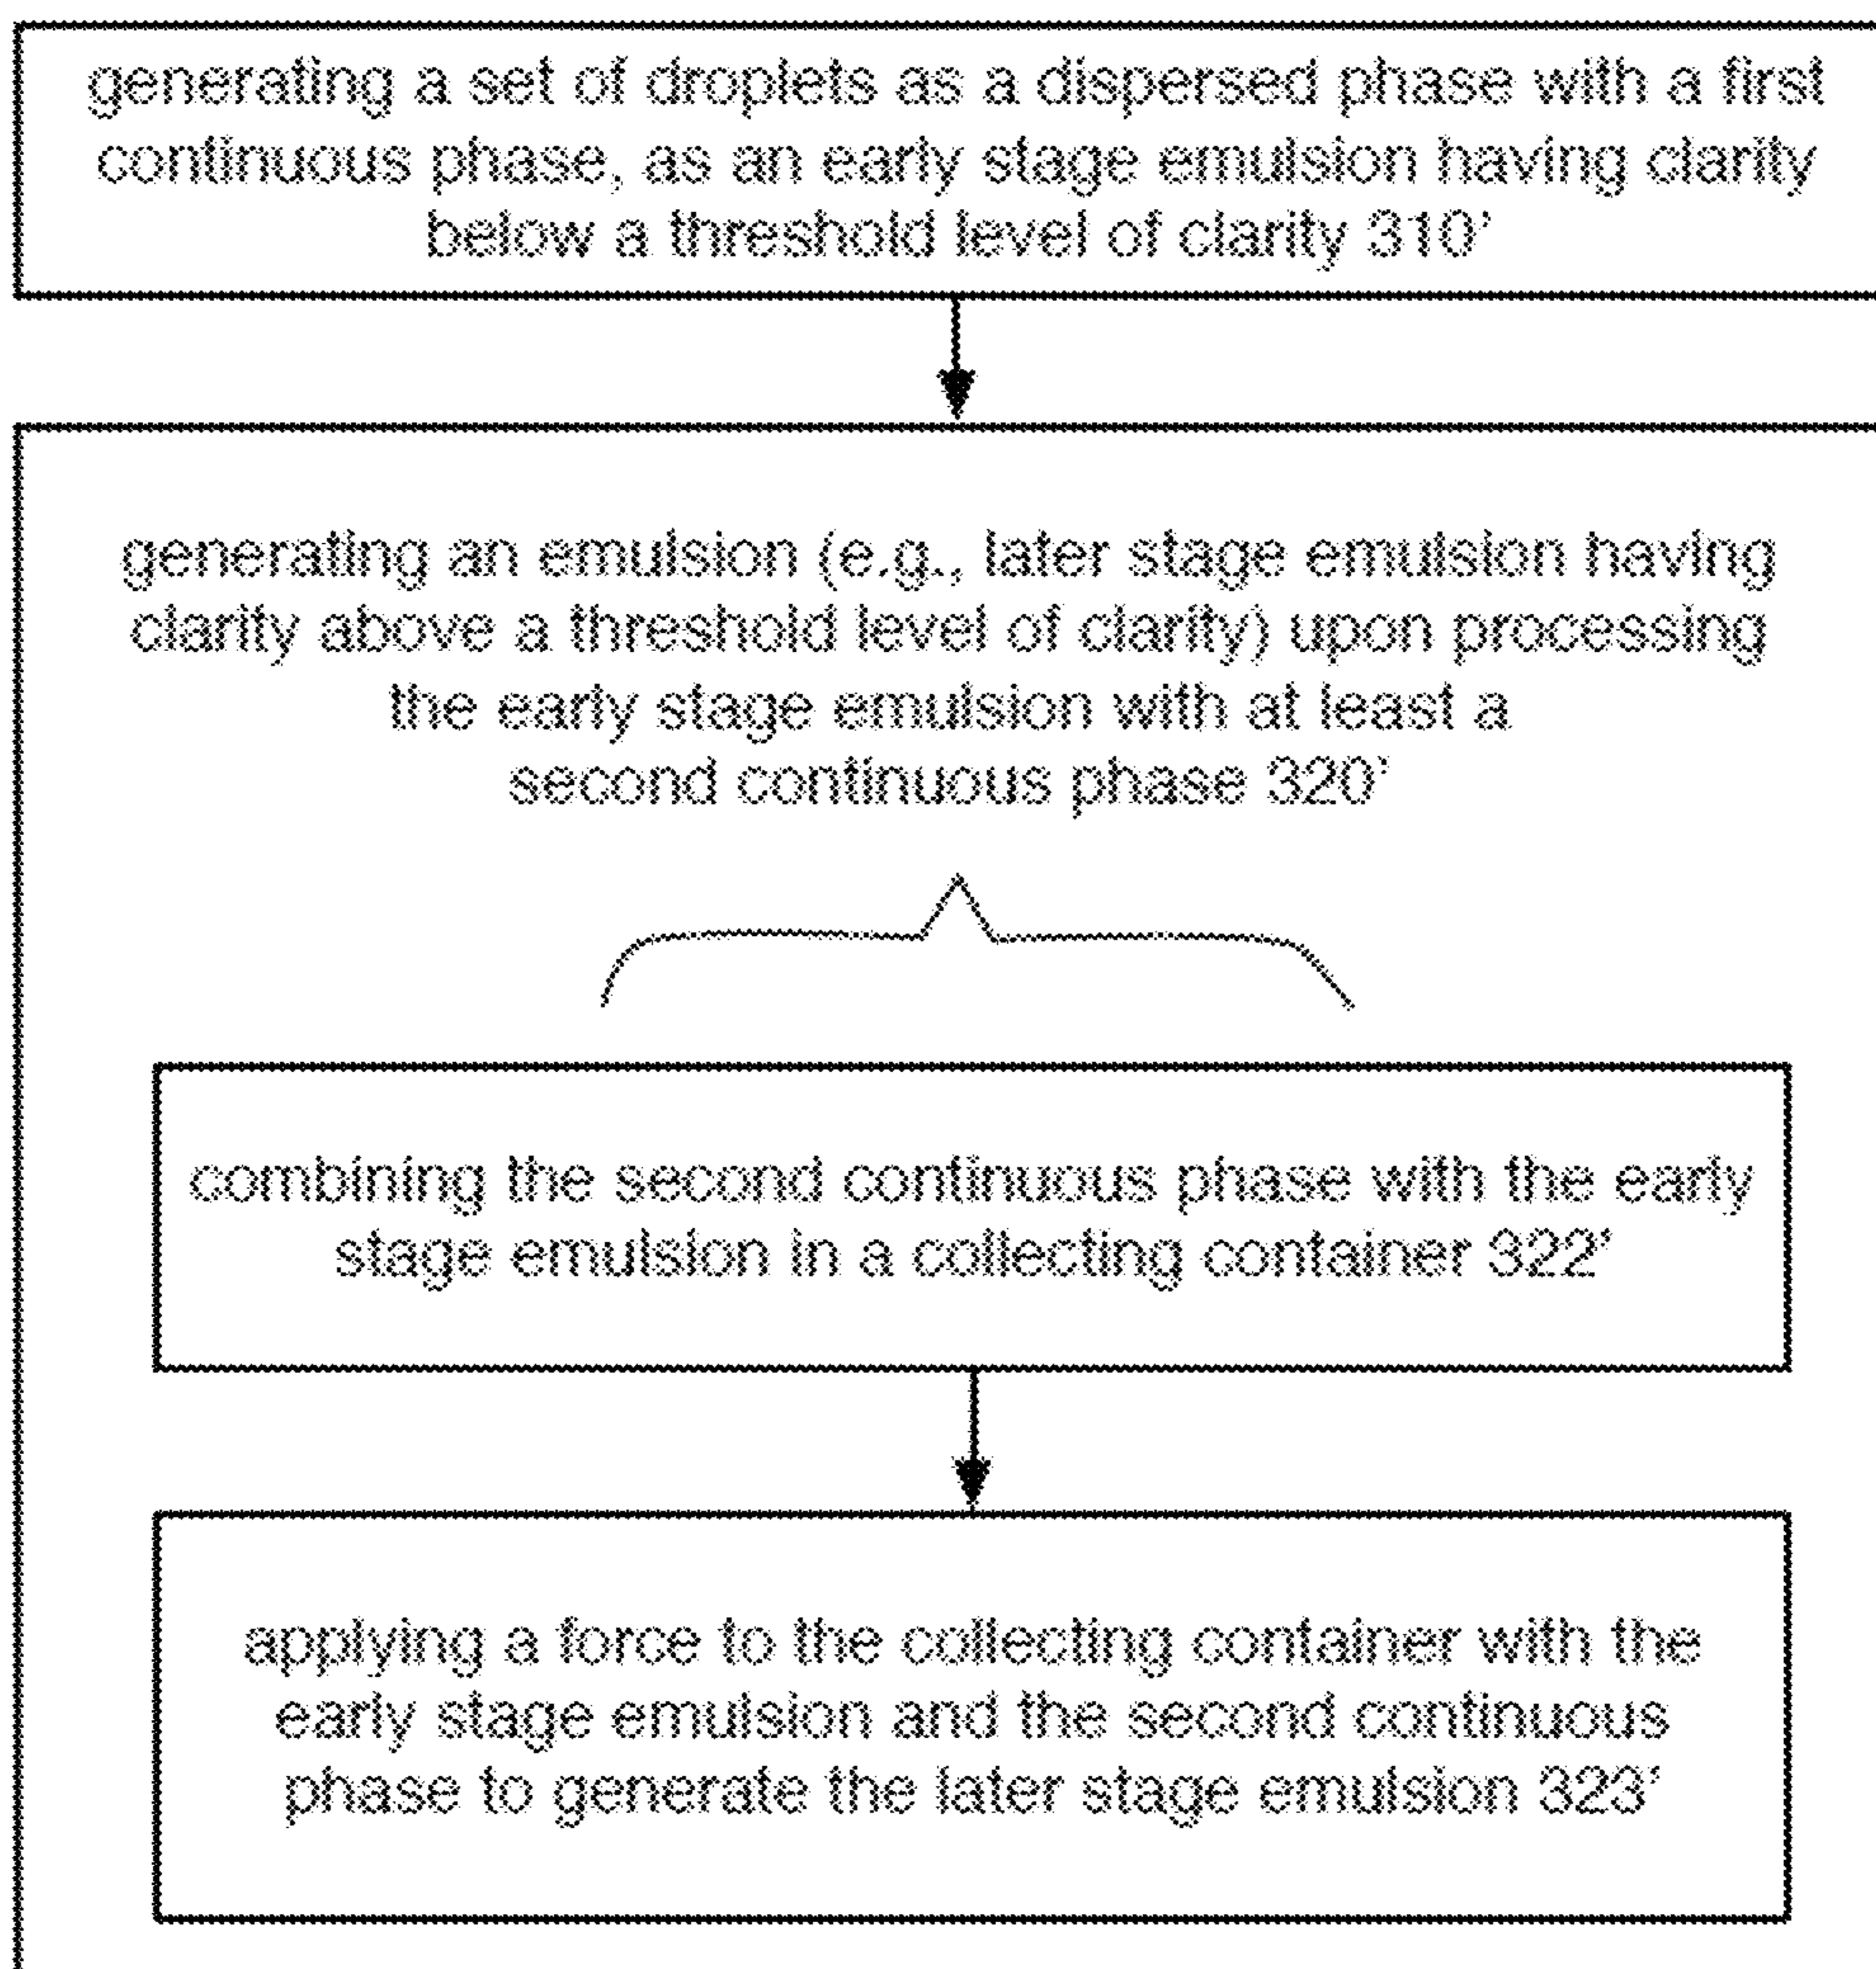 generating a set of droplets as a dispersed phase with a first
continuous phase, as an early stage emulsion having clarity
below a threshold level of clarity 310'
generating an emulsion (e.g., later stage emulsion having
clarity above a threshold level of clarity) upon processing
the early stage emulsion with at least a
second continuous phase 320'
combining the second continuous phase with the early
stage emulsion in a collecting container 322'
applying a force to the collecting container with the
early stage emulsion and the second continuous
phase to generate the later stage emulsion 323'